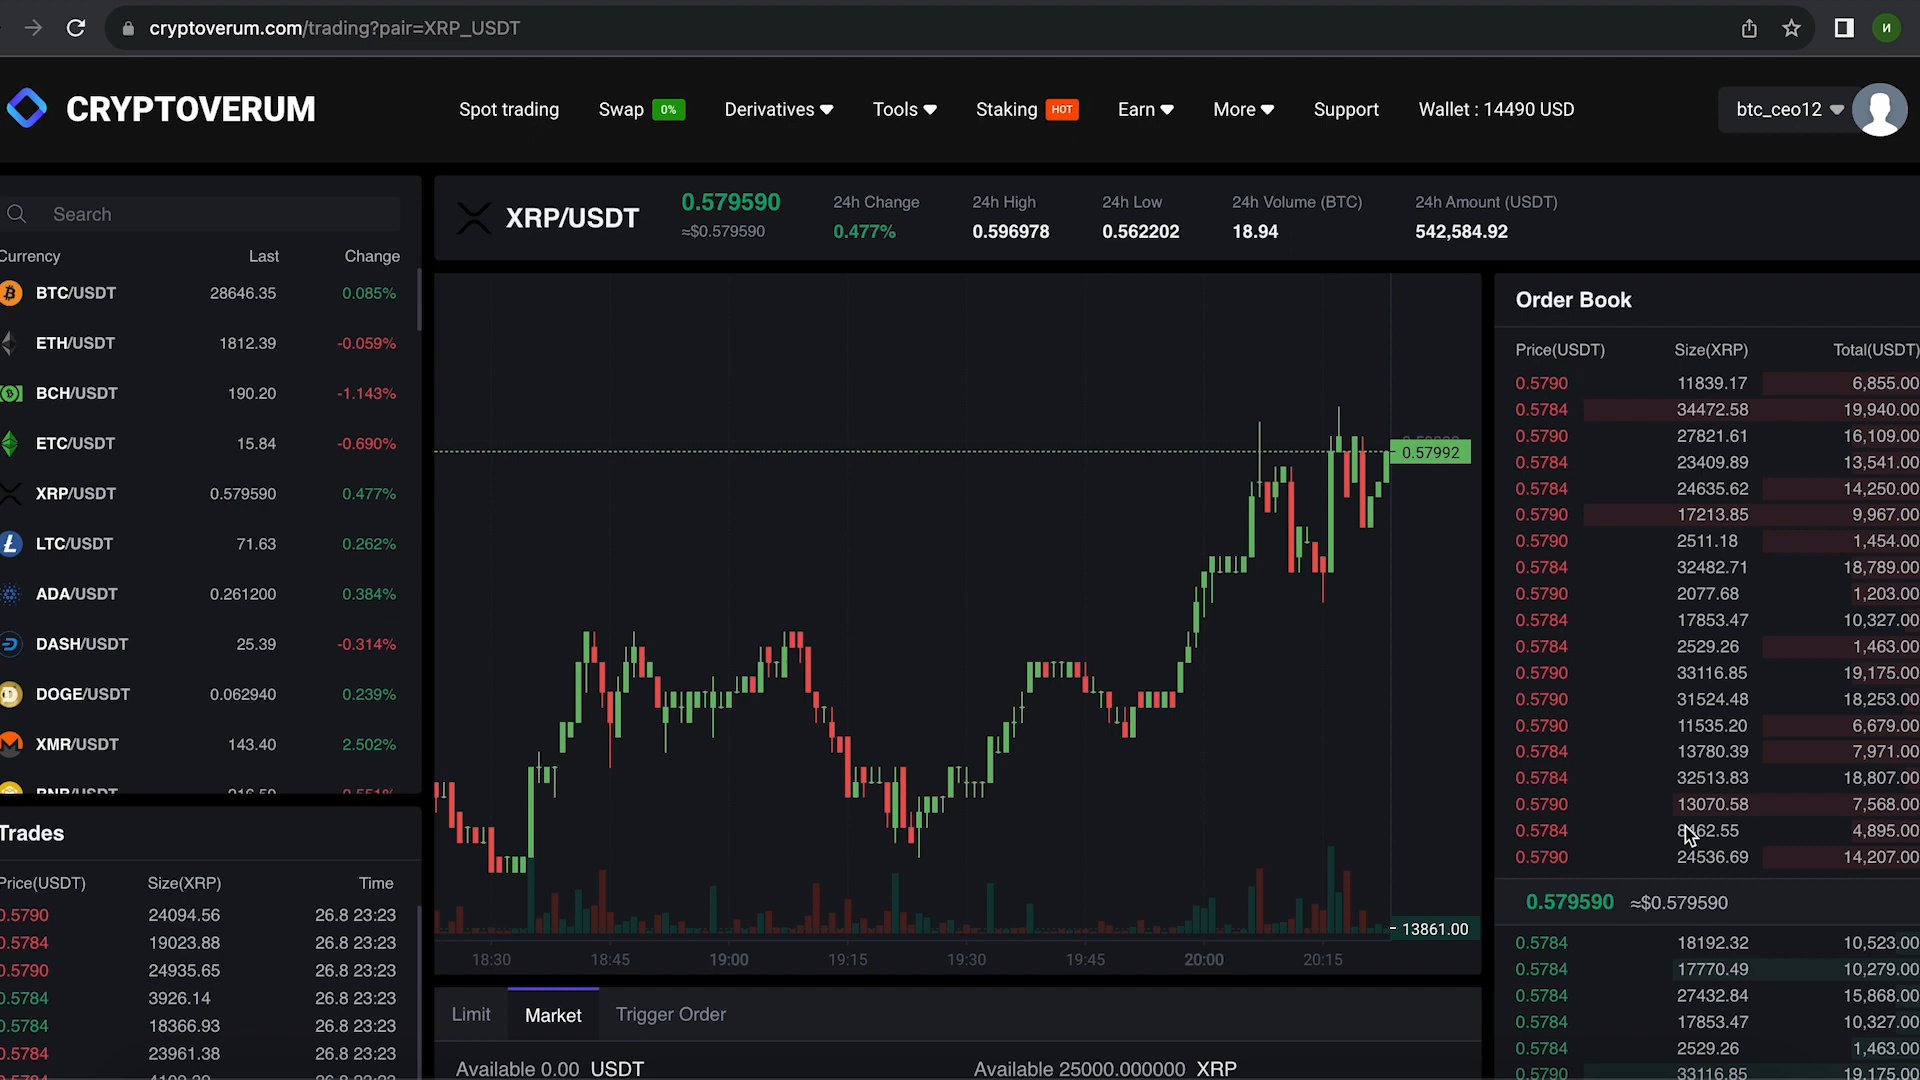 cryptoverum.com/trading?pair=XRP_USDT
И
CRYPTOVERUM
Spot trading
Swap 0%
Derivatives
Tools
Staking HOT
Earn
More
Support
Wallet : 14490 USD
btc_ceo12
Search
Currency Last Change
BTC/USDT 28646.35 0.085%
ETH/USDT 1812.39 -0.059%
BCH/USDT 190.20 -1.143%
ETC/USDT 15.84 -0.690%
XRP/USDT 0.579590 0.477%
LTC/USDT 71.63 0.262%
ADA/USDT 0.261200 0.384%
DASH/USDT 25.39 -0.314%
DOGE/USDT 0.062940 0.239%
XMR/USDT 143.40 2.502%
BNB/USDT 216.50 0.551%
Trades
Price(USDT) Size(XRP) Time
0.5790 24094.56 26.8 23:23
0.5784 19023.88 26.8 23:23
0.5790 24935.65 26.8 23:23
0.5784 3926.14 26.8 23:23
0.5784 18366.93 26.8 23:23
0.5784 23961.38 26.8 23:23
XRP/USDT
0.579590
≈$0.579590
24h Change
0.477%
24h High
0.596978
24h Low
0.562202
24h Volume (BTC)
18.94
24h Amount (USDT)
542,584.92
0.57992
13861.00
18:30 18:45 19:00 19:15 19:30 19:45 20:00 20:15
Limit Market Trigger Order
Available 0.00 USDT
Available 25000.000000 XRP
Order Book
Price(USDT) Size(XRP) Total(USDT)
0.5790 11839.17 6,855.00
0.5784 34472.58 19,940.00
0.5790 27821.61 16,109.00
0.5784 23409.89 13,541.00
0.5784 24635.62 14,250.00
0.5790 17213.85 9,967.00
0.5790 2511.18 1,454.00
0.5784 32482.71 18,789.00
0.5790 2077.68 1,203.00
0.5784 17853.47 10,327.00
0.5784 2529.26 1,463.00
0.5790 33116.85 19,175.00
0.5790 31524.48 18,253.00
0.5790 11535.20 6,679.00
0.5784 13780.39 7,971.00
0.5784 32513.83 18,807.00
0.5790 13070.58 7,568.00
0.5784 8462.55 4,895.00
0.5790 24536.69 14,207.00
0.579590 ≈$0.579590
0.5784 18192.32 10,523.00
0.5784 17770.49 10,279.00
0.5784 27432.84 15,868.00
0.5784 17853.47 10,327.00
0.5784 2529.26 1,463.00
0.5790 33116.85 19,175.00